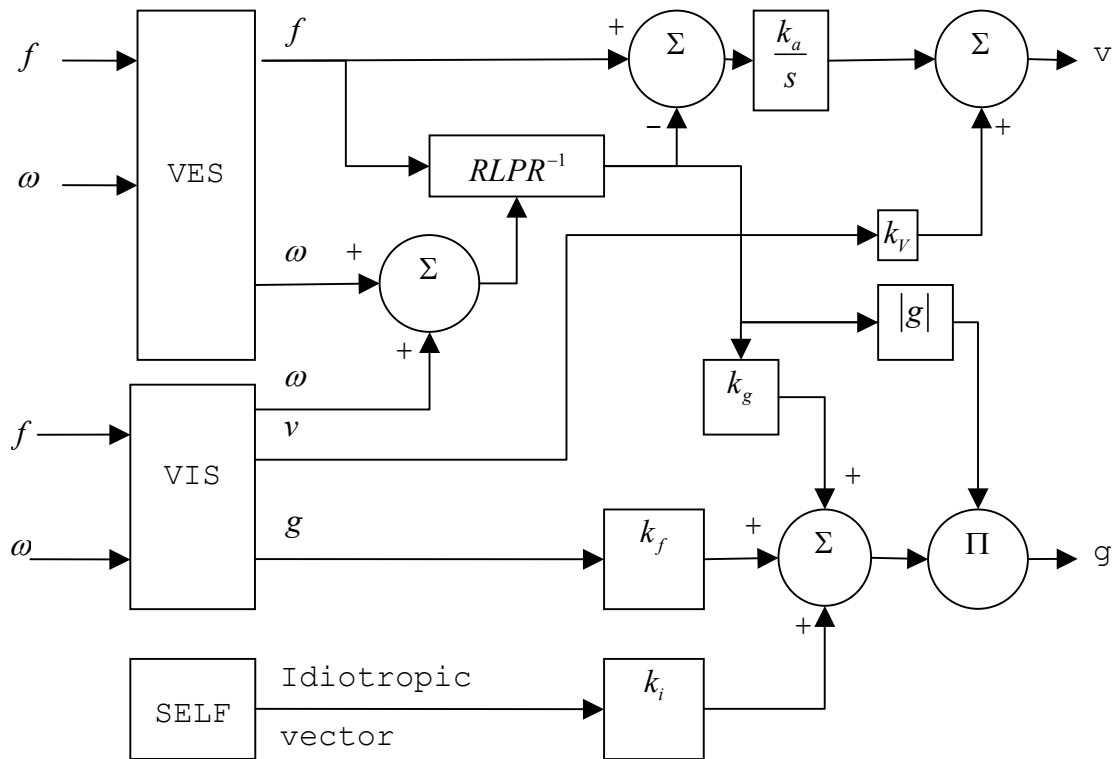 f
f
+
Σ
k_a
s
Σ
v
−
+
ω
VES
RLPR⁻¹
ω
+
Σ
k_V
+
|g|
ω
k_g
v
f
VIS
+
g
k_f
+
Σ
Π
g
ω
+
Idiotropic
k_i
SELF
vector